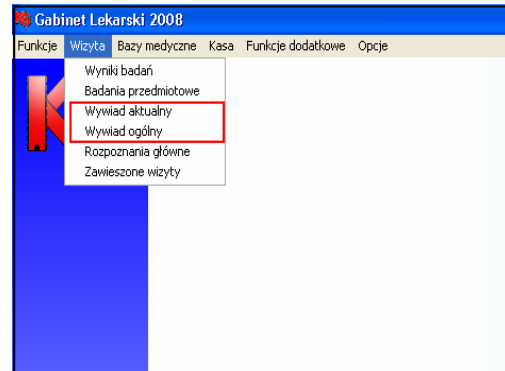 Gabinet Lekarski 2008
Funkcje Wizyta Bazy medyczne Kasa Funkcje dodatkowe Opcje
Wyniki badań
Badania przedmiotowe
Wywiad aktualny
Wywiad ogólny
Rozpoznania główne
Zawieszone wizyty